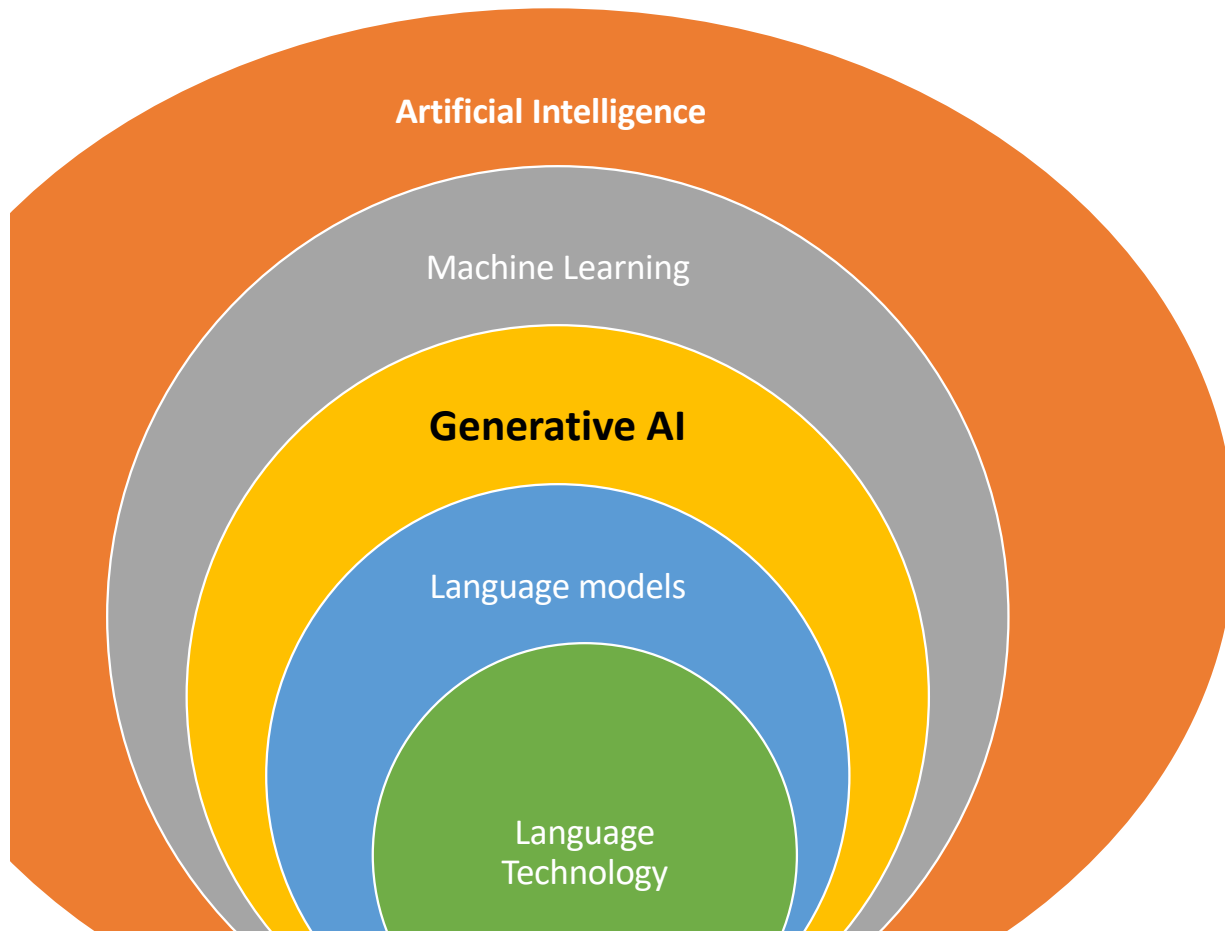 Artificial Intelligence
Machine Learning
Generative AI
Language models
Language
Technology